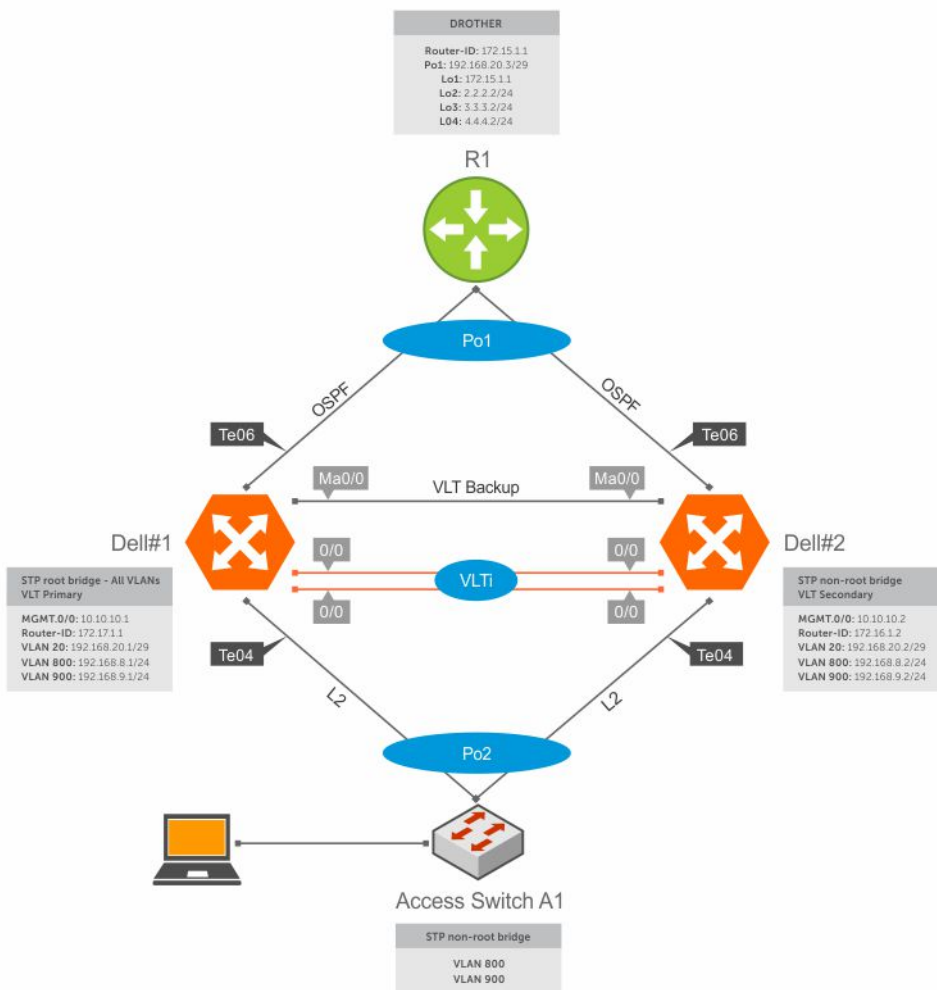 DROTHER
Router-ID: 172.15.1.1
Po1: 192.168.20.3/29
Lo1: 172.15.1.1
Lo2: 2.2.2.2/24
Lo3: 3.3.3.2/24
L04: 4.4.4.2/24
R1
Po1
OSPF
OSPF
Te06
Te06
Ma0/0
VLT Backup
Ma0/0
Dell#1
0/0
VLTi
0/0
Dell#2
0/0
0/0
STP root bridge - All VLANs
VLT Primary
MGMT.0/0: 10.10.10.1
Router-ID: 172.17.1.1
VLAN 20: 192.168.20.1/29
VLAN 800: 192.168.8.1/24
VLAN 900: 192.168.9.1/24
STP non-root bridge
VLT Secondary
MGMT.0/0: 10.10.10.2
Router-ID: 172.16.1.2
VLAN 20: 192.168.20.2/29
VLAN 800: 192.168.8.2/24
VLAN 900: 192.168.9.2/24
Te04
Te04
L2
L2
Po2
Access Switch A1
STP non-root bridge
VLAN 800
VLAN 900